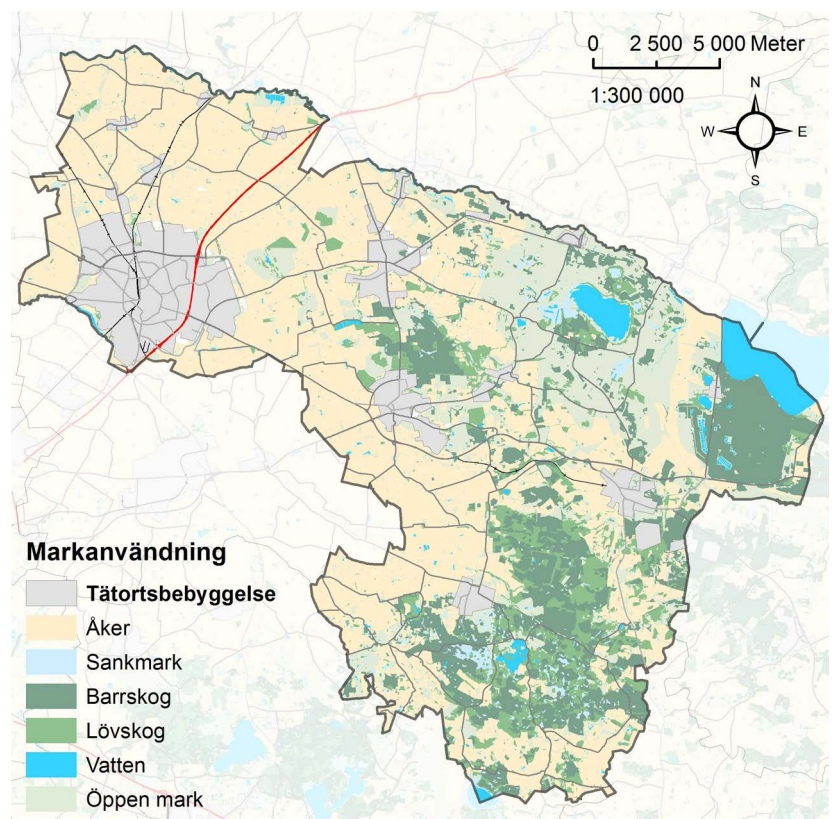 0 2 500 5 000 Meter
1:300 000
N
W E
S
Markanvändning
Tätortsbebyggelse
Åker
Sankmark
Barrskog
Lövskog
Vatten
Öppen mark